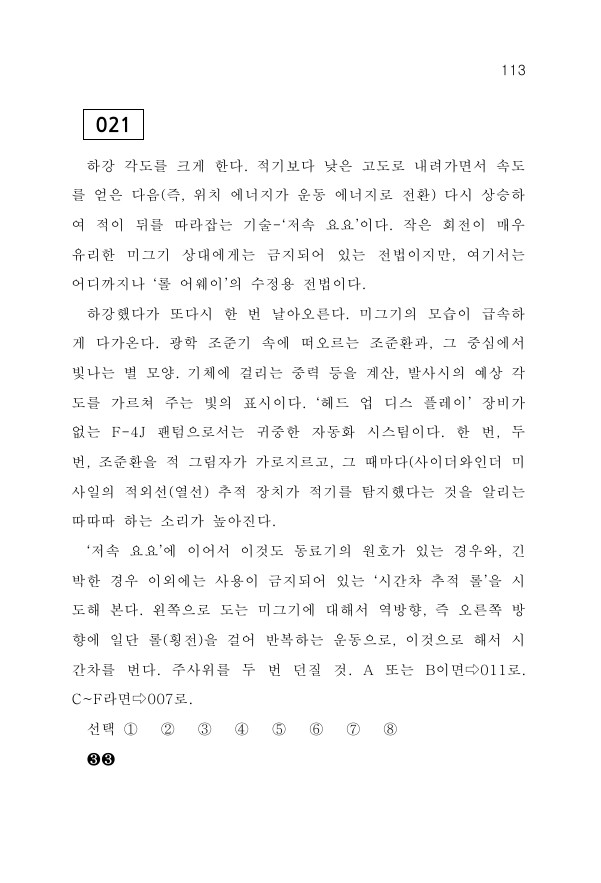 113
021
하강 각도를 크게 한다. 적기보다 낮은 고도로 내려가면서 속도
를 얻은 다음(즉, 위치 에너지가 운동 에너지로 전환) 다시 상승하
여 적이 뒤를 따라잡는 기술-‘저속 요요’이다. 작은 회전이 매우
유리한 미그기 상대에게는 금지되어 있는 전법이지만, 여기서는
어디까지나 ‘롤 어웨이’의 수정용 전법이다.
하강했다가 또다시 한 번 날아오른다. 미그기의 모습이 급속하
게 다가온다. 광학 조준기 속에 떠오르는 조준환과, 그 중심에서
빛나는 별 모양. 기체에 걸리는 중력 등을 계산, 발사시의 예상 각
도를 가르쳐 주는 빛의 표시이다. ‘헤드 업 디스 플레이’ 장비가
없는 F-4J 팬텀으로서는 귀중한 자동화 시스팀이다. 한 번, 두
번, 조준환을 적 그림자가 가로지르고, 그 때마다(사이더와인더 미
사일의 적외선(열선) 추적 장치가 적기를 탐지했다는 것을 알리는
따따따 하는 소리가 높아진다.
‘저속 요요’에 이어서 이것도 동료기의 원호가 있는 경우와, 긴
박한 경우 이외에는 사용이 금지되어 있는 ‘시간차 추적 롤’을 시
도해 본다. 왼쪽으로 도는 미그기에 대해서 역방향, 즉 오른쪽 방
향에 일단 롤(횡전)을 걸어 반복하는 운동으로, 이것으로 해서 시
간차를 번다. 주사위를 두 번 던질 것. A 또는 B이면⇨011로.
C~F라면⇨007로.
선택 ① ② ③ ④ ⑤ ⑥ ⑦ ⑧
❸❸